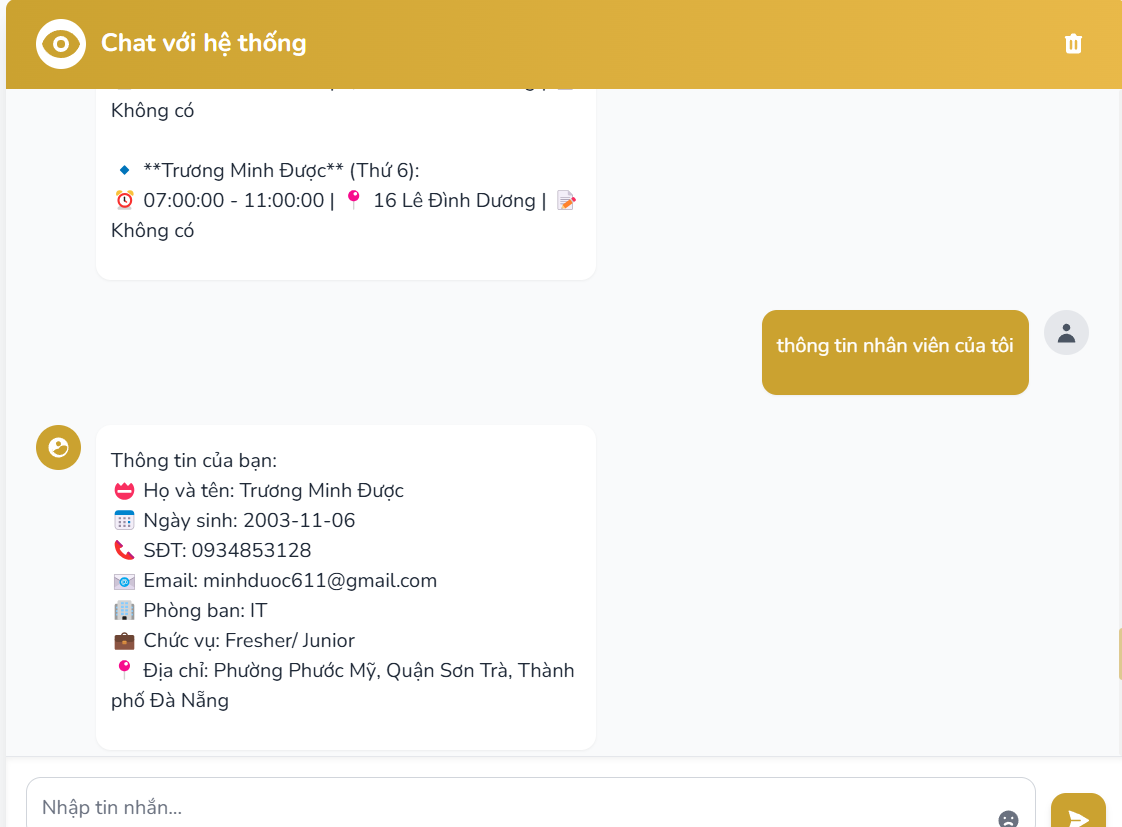 Chat với hệ thống
Không có
**Trương Minh Được** (Thứ 6):
07:00:00 - 11:00:00 | 16 Lê Đình Dương |
Không có
thông tin nhân viên của tôi
Thông tin của bạn:
Họ và tên: Trương Minh Được
Ngày sinh: 2003-11-06
SĐT: 0934853128
Email: minhduoc611@gmail.com
Phòng ban: IT
Chức vụ: Fresher/ Junior
Địa chỉ: Phường Phước Mỹ, Quận Sơn Trà, Thành
phố Đà Nẵng
Nhập tin nhắn...